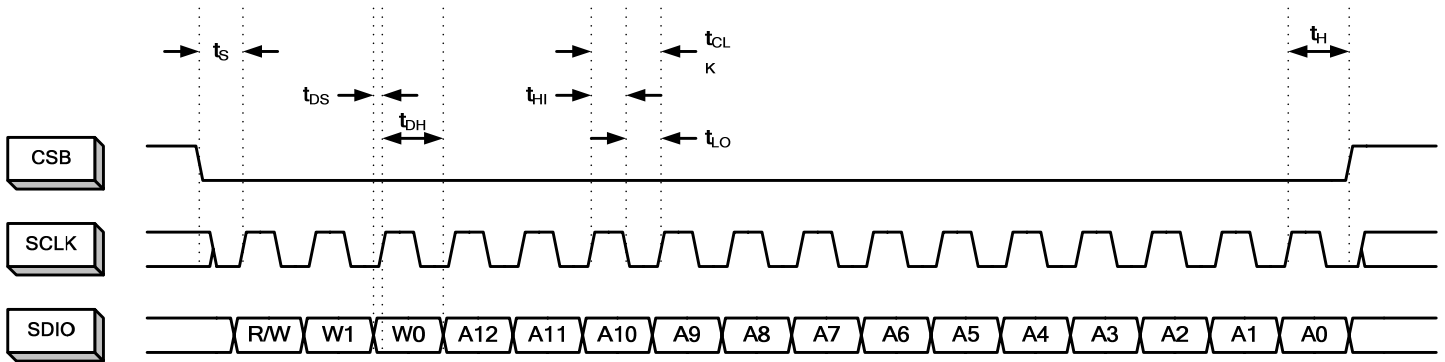 tS
tCL
K
tH
tDS
tHI
tDH
tLO
CSB
SCLK
SDIO
R/W W1 W0 A12 A11 A10 A9 A8 A7 A6 A5 A4 A3 A2 A1 A0